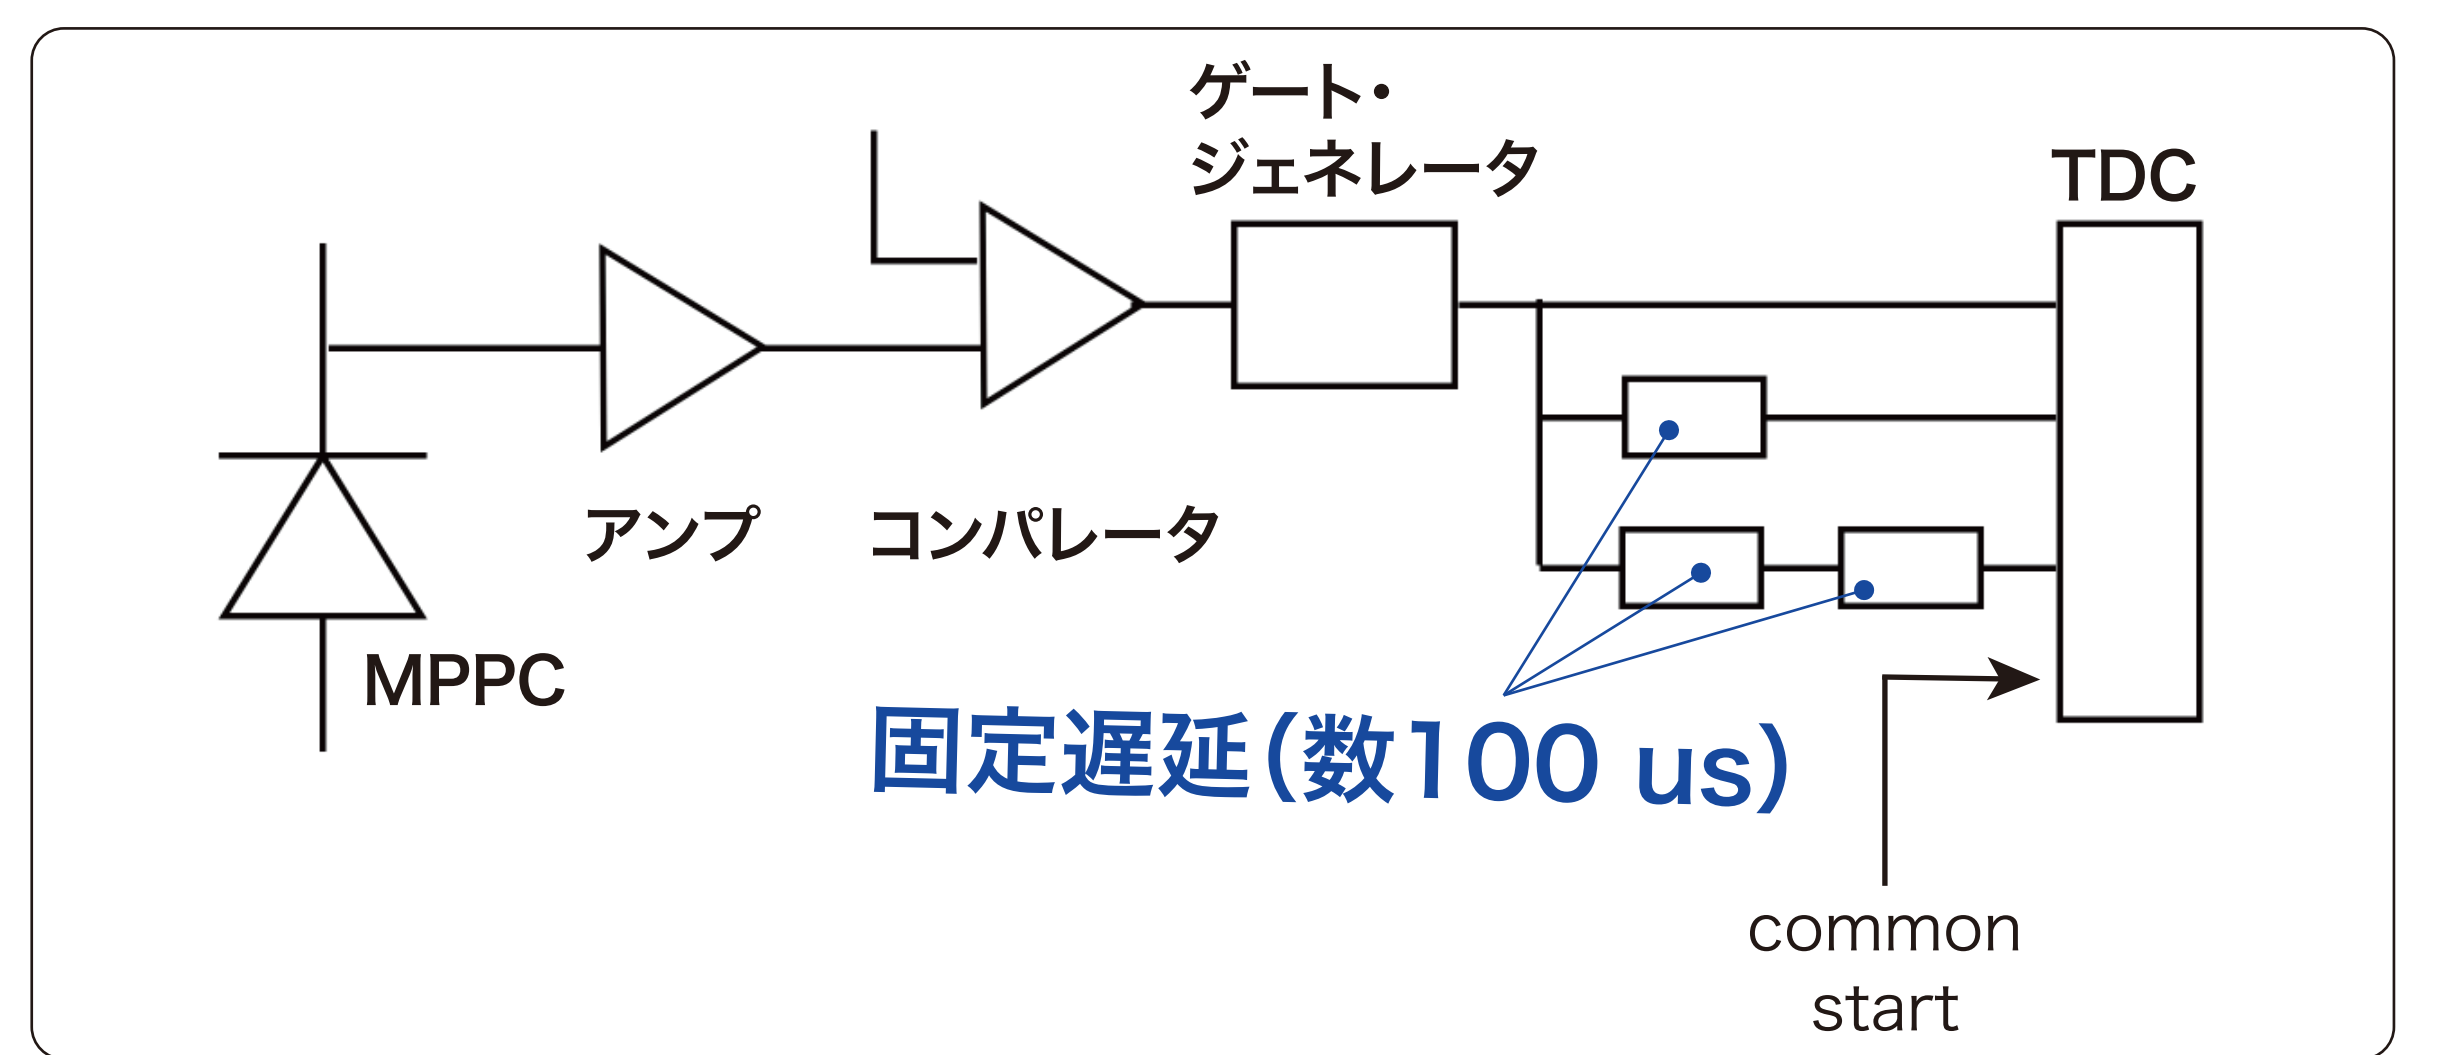 ゲート・
ジェネレータ
TDC
アンプ
コンパレータ
MPPC
固定遅延(数100 us)
common
start